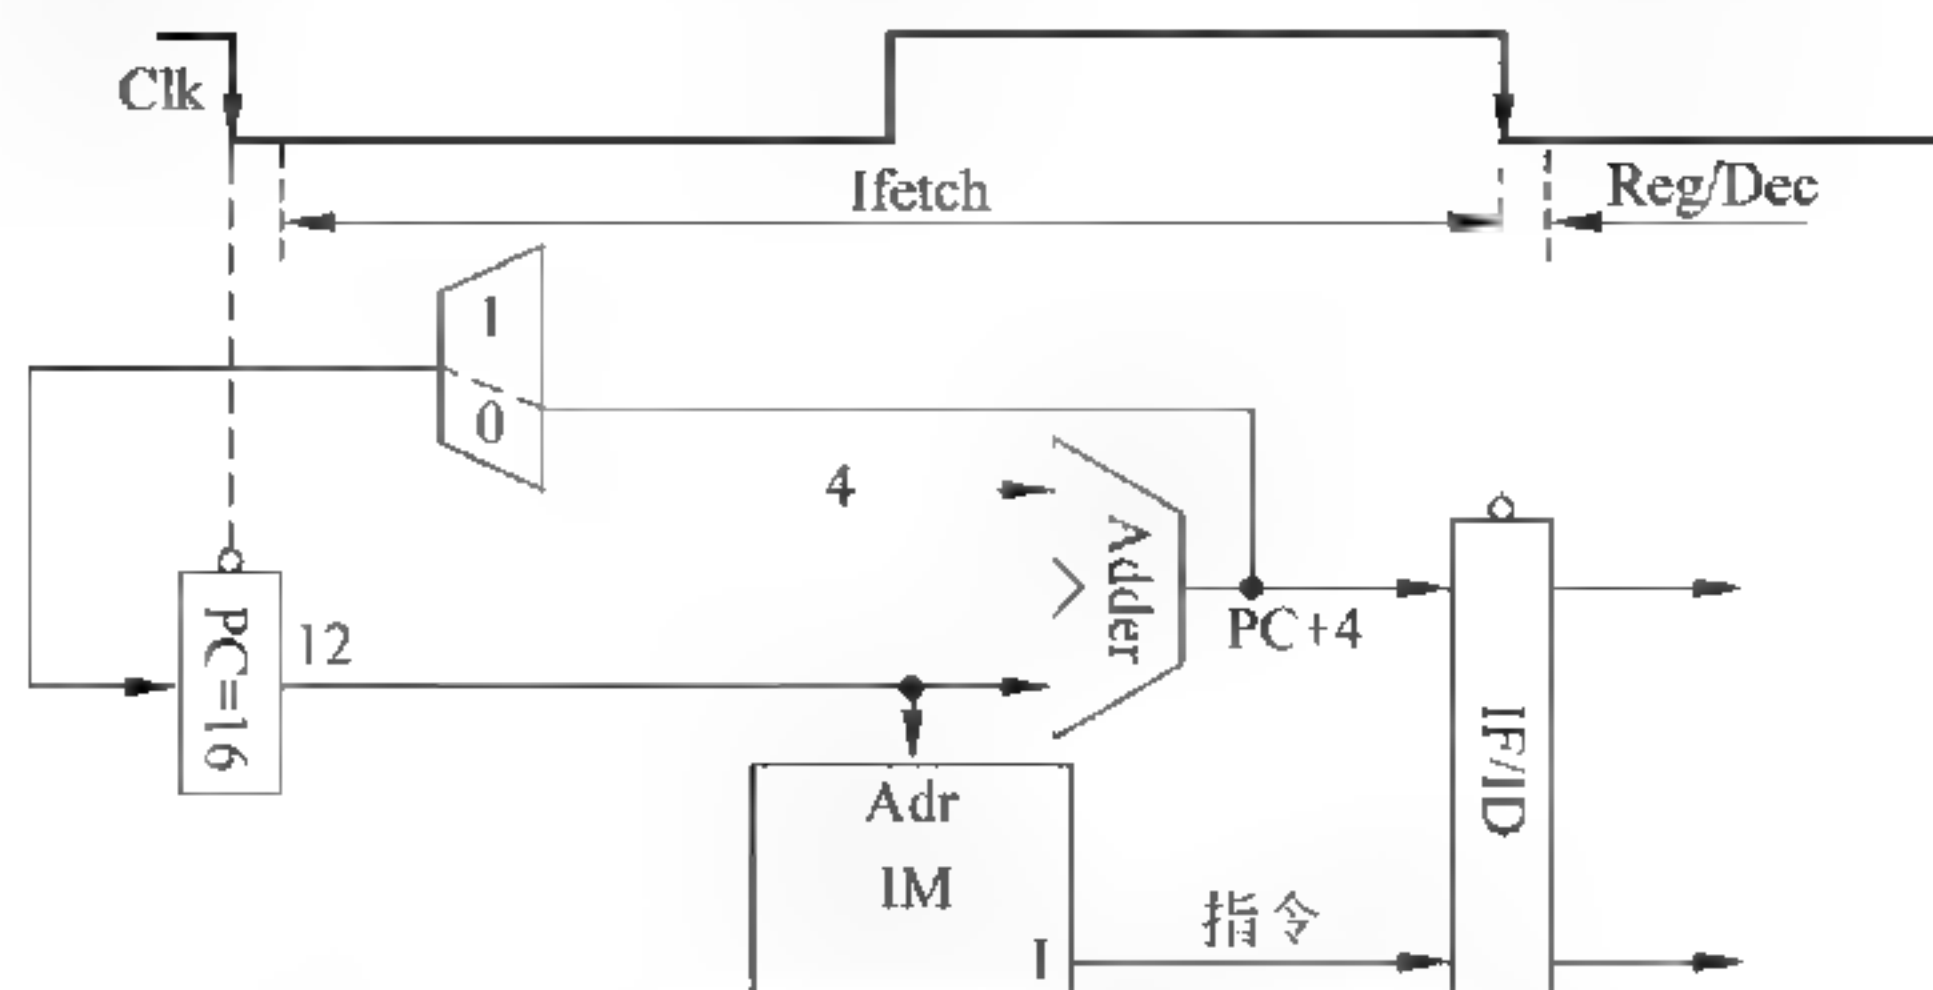 Clk
Ifetch
Reg/Dec
1
0
4
Adder
PC=16
12
PC+4
IF/ID
Adr
IM
指令
I